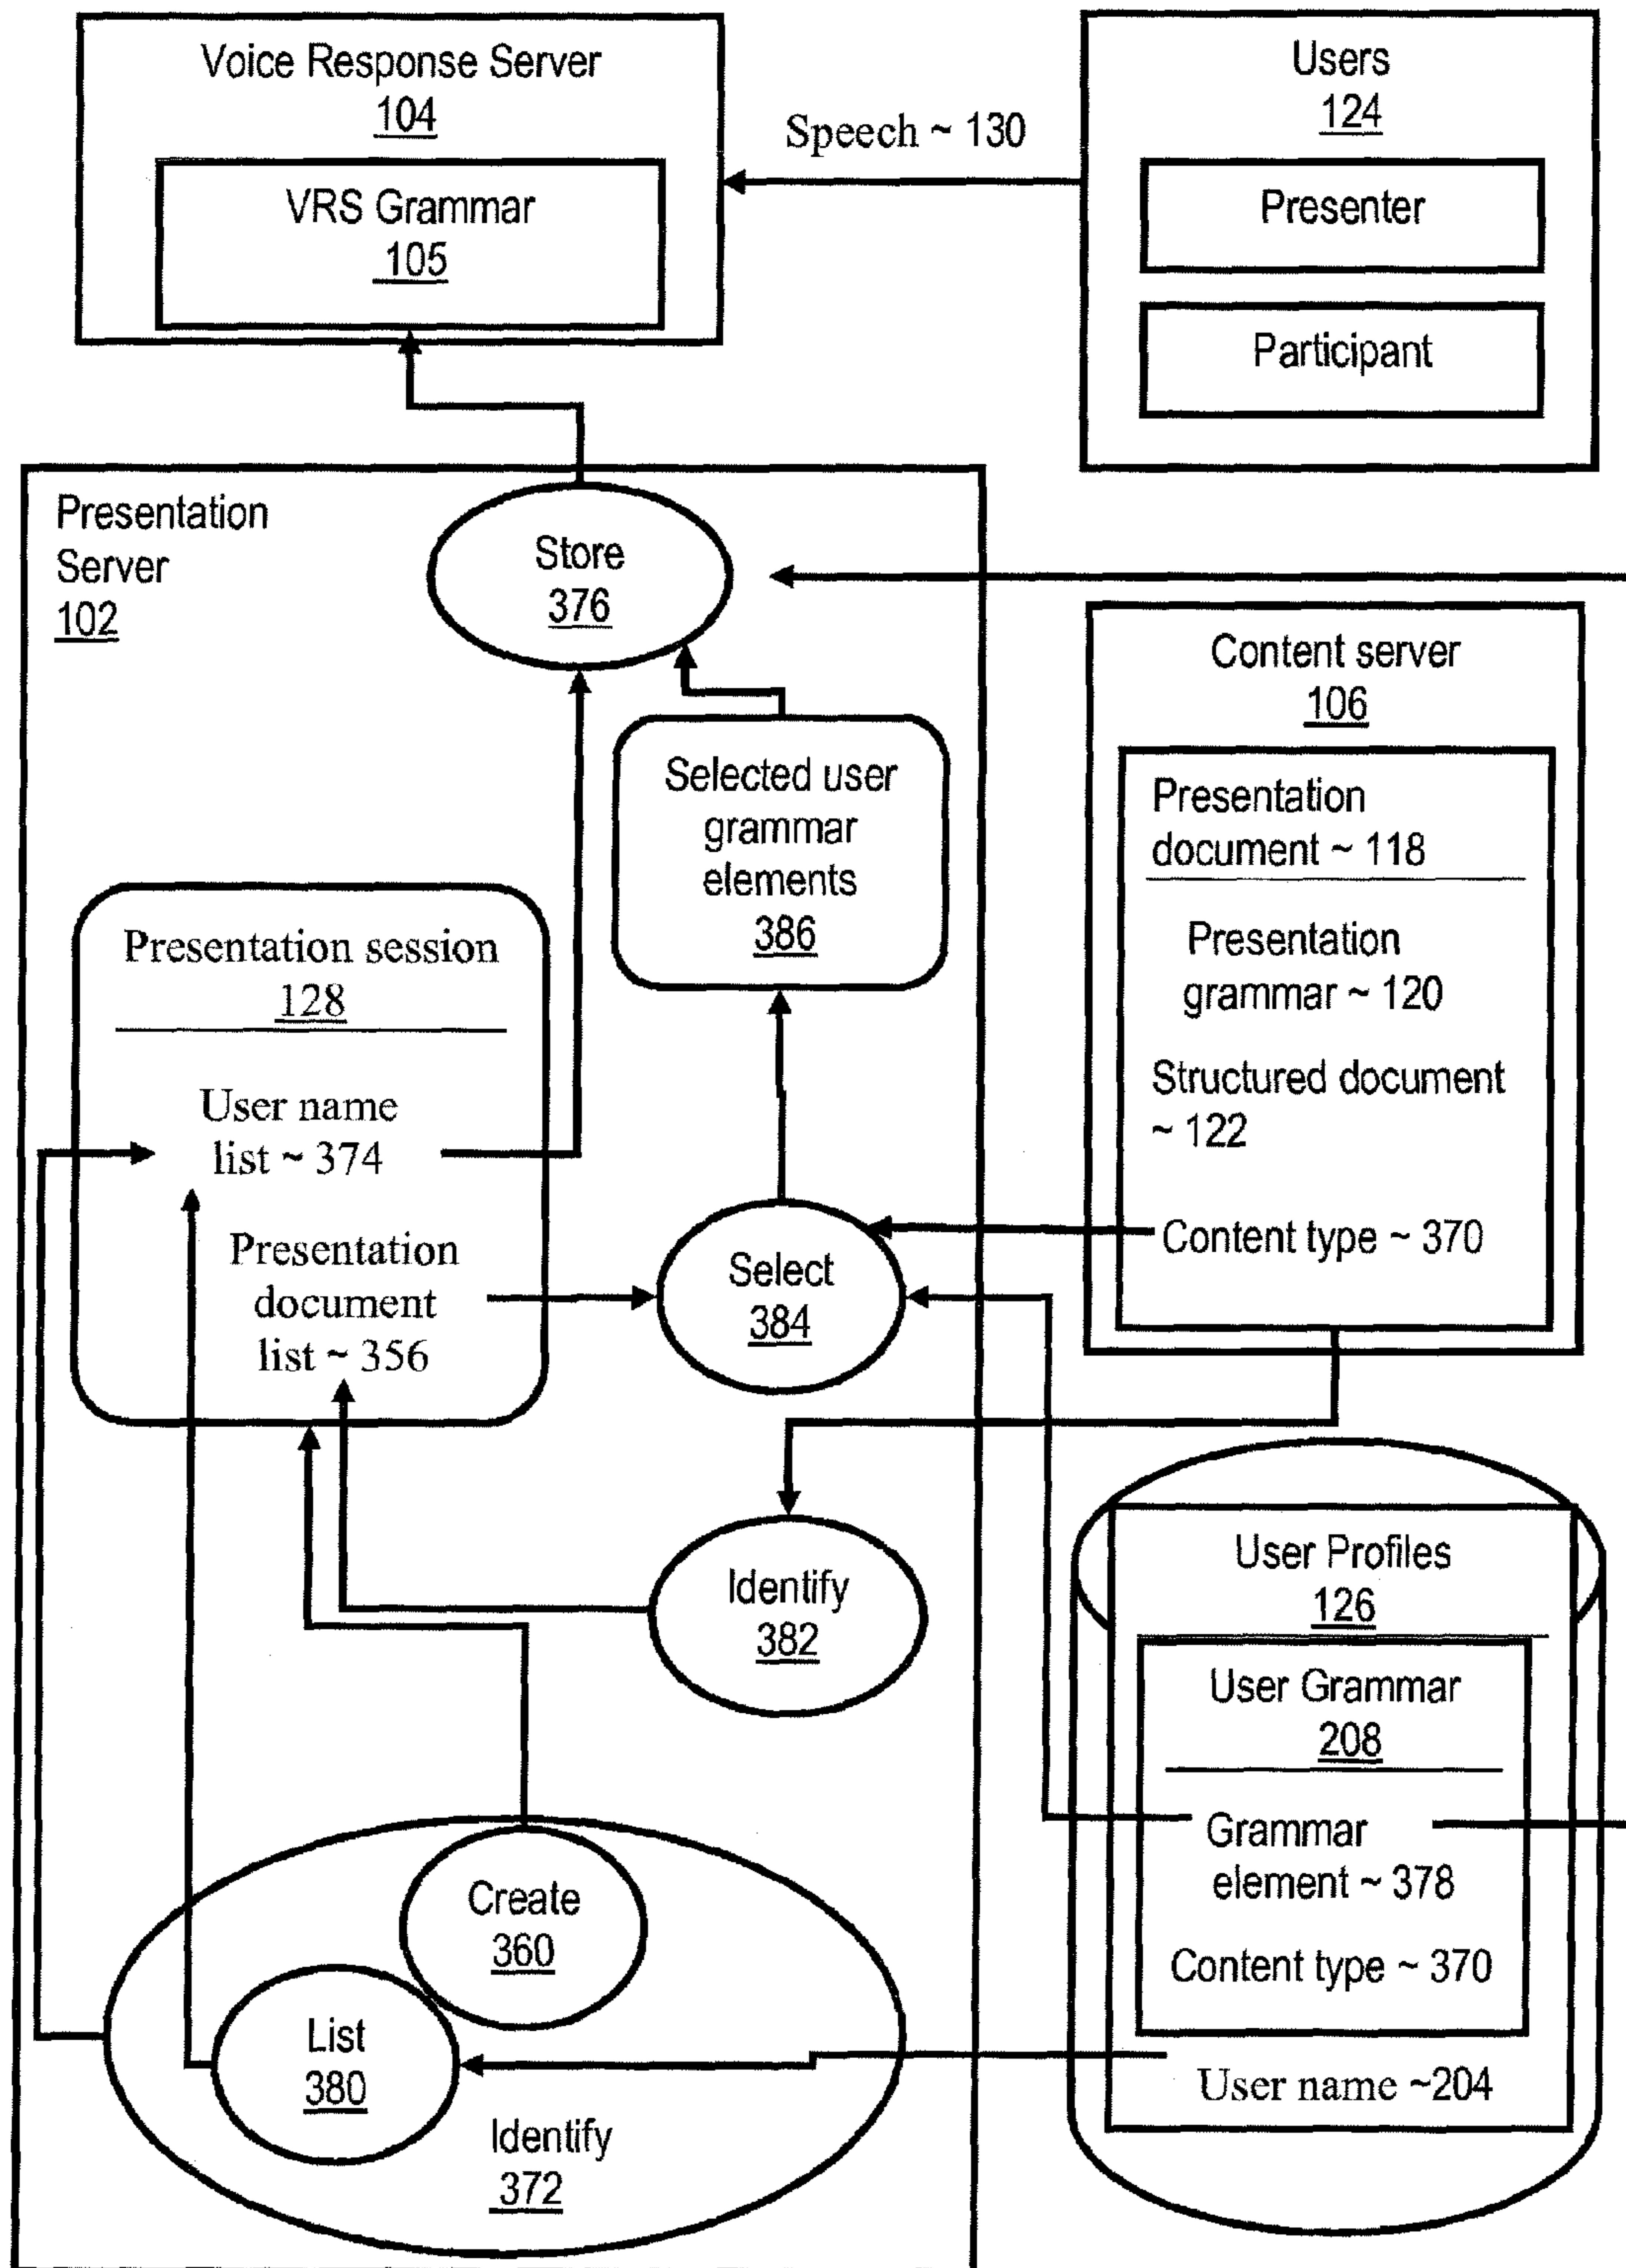 Voice Response Server
104
VRS Grammar
105
Speech ~ 130
Users
124
Presenter
Participant
Presentation
Server
102
Store
376
Selected user
grammar
elements
386
Presentation session
128
User name
list ~ 374
Presentation
document
list ~ 356
Select
384
Identify
382
Create
360
List
380
Identify
372
Content server
106
Presentation
document ~ 118
Presentation
grammar ~ 120
Structured document
~ 122
Content type ~ 370
User Profiles
126
User Grammar
208
Grammar
element ~ 378
Content type ~ 370
User name ~204